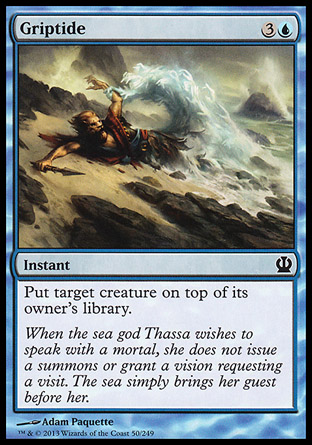 Griptide 3
Instant
Put target creature on top of its
owner's library.
When the sea god Thassa wishes to
speak with a mortal, she does not issue
a summons or grant a vision requesting
a visit. The sea simply brings her guest
before her.
Adam Paquette
™ & © 2013 Wizards of the Coast 50/249